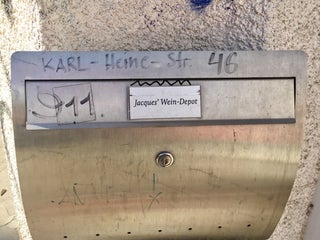 KARL-Heine-Str. 46
911.
Jacques' Wein-Depot